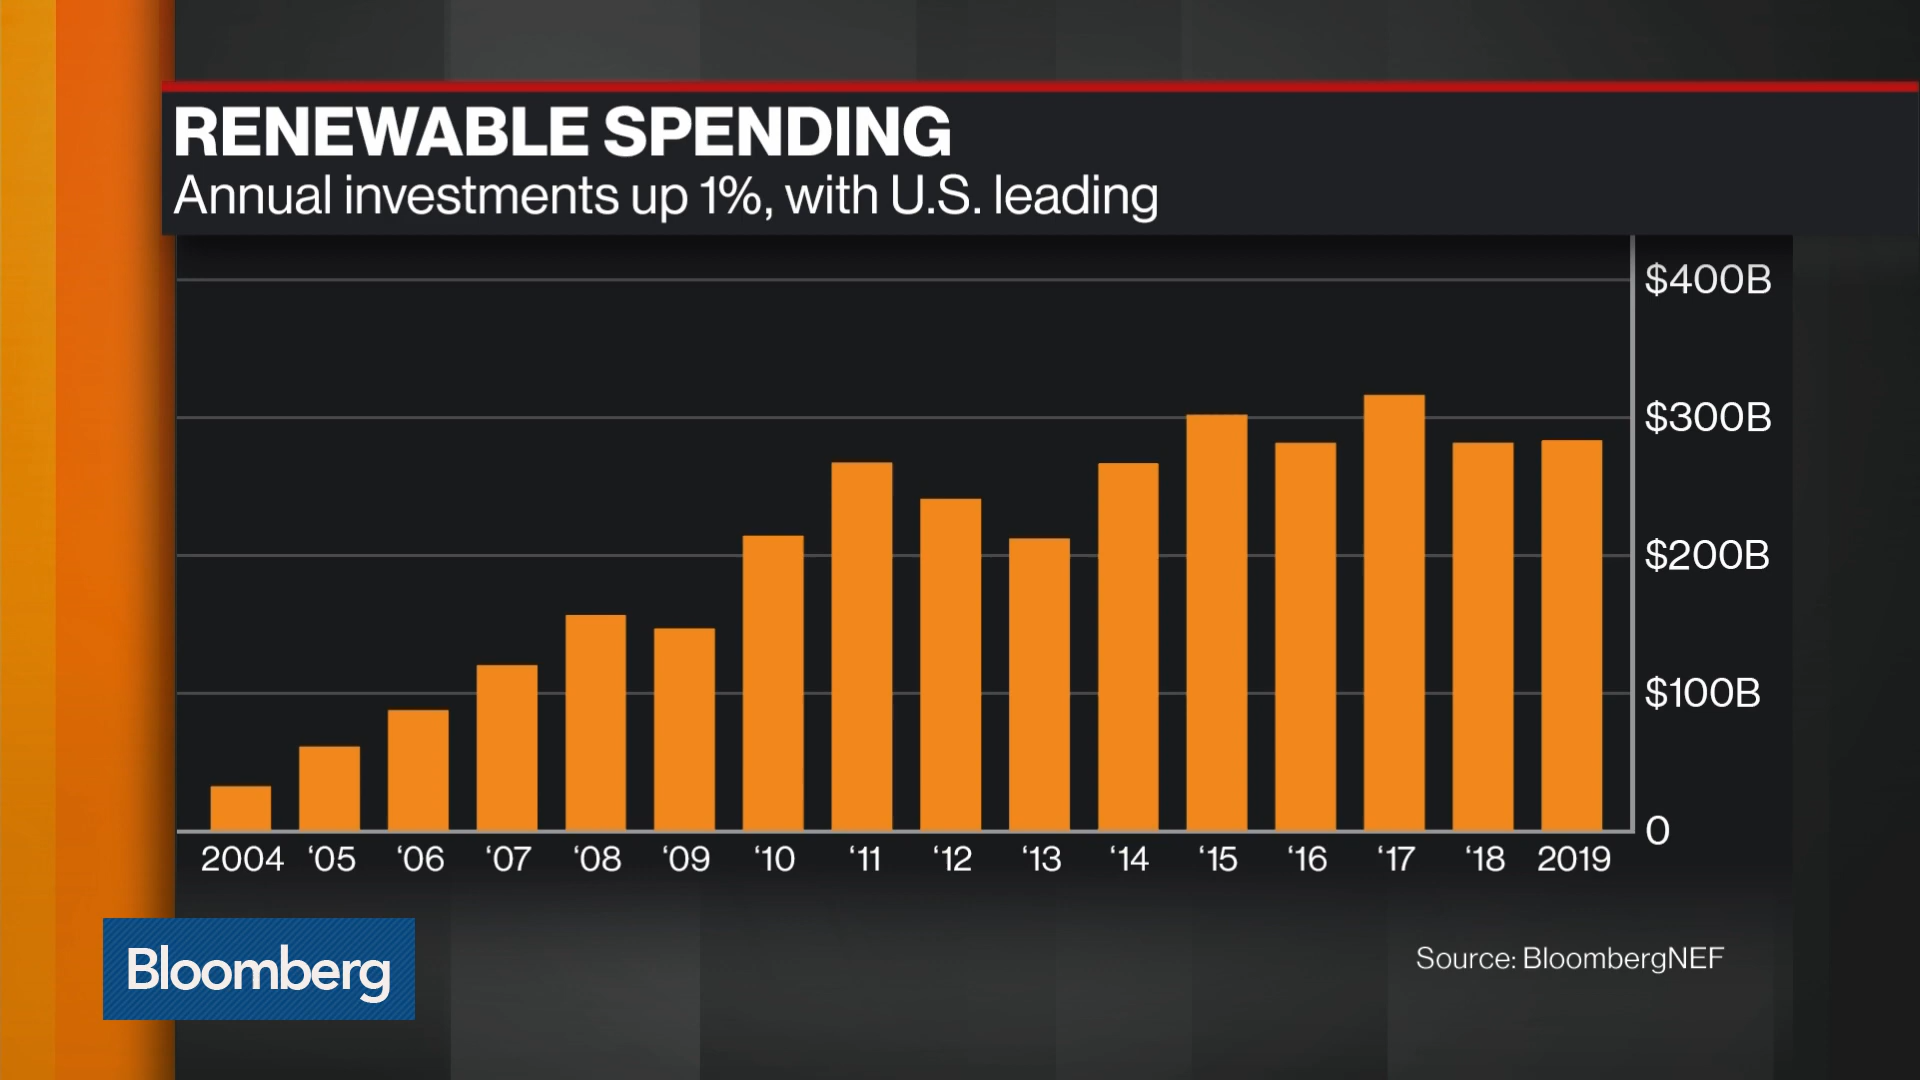 RENEWABLE SPENDING
Annual investments up 1%, with U.S. leading
$400B
$300B
$200B
$100B
0
2004 ‘05 ‘06 ‘07 ‘08 ‘09 ‘10 ‘11 ‘12 ‘13 ‘14 ‘15 ‘16 ‘17 ‘18 2019
Bloomberg
Source: BloombergNEF